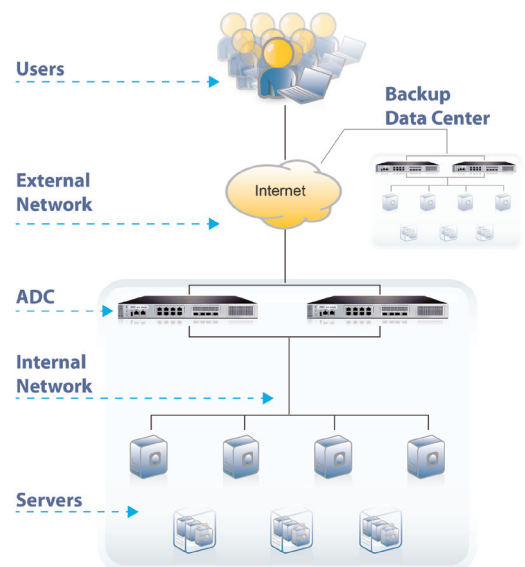 Users
Backup
Data Center
External
Network
Internet
ADC
Internal
Network
Servers